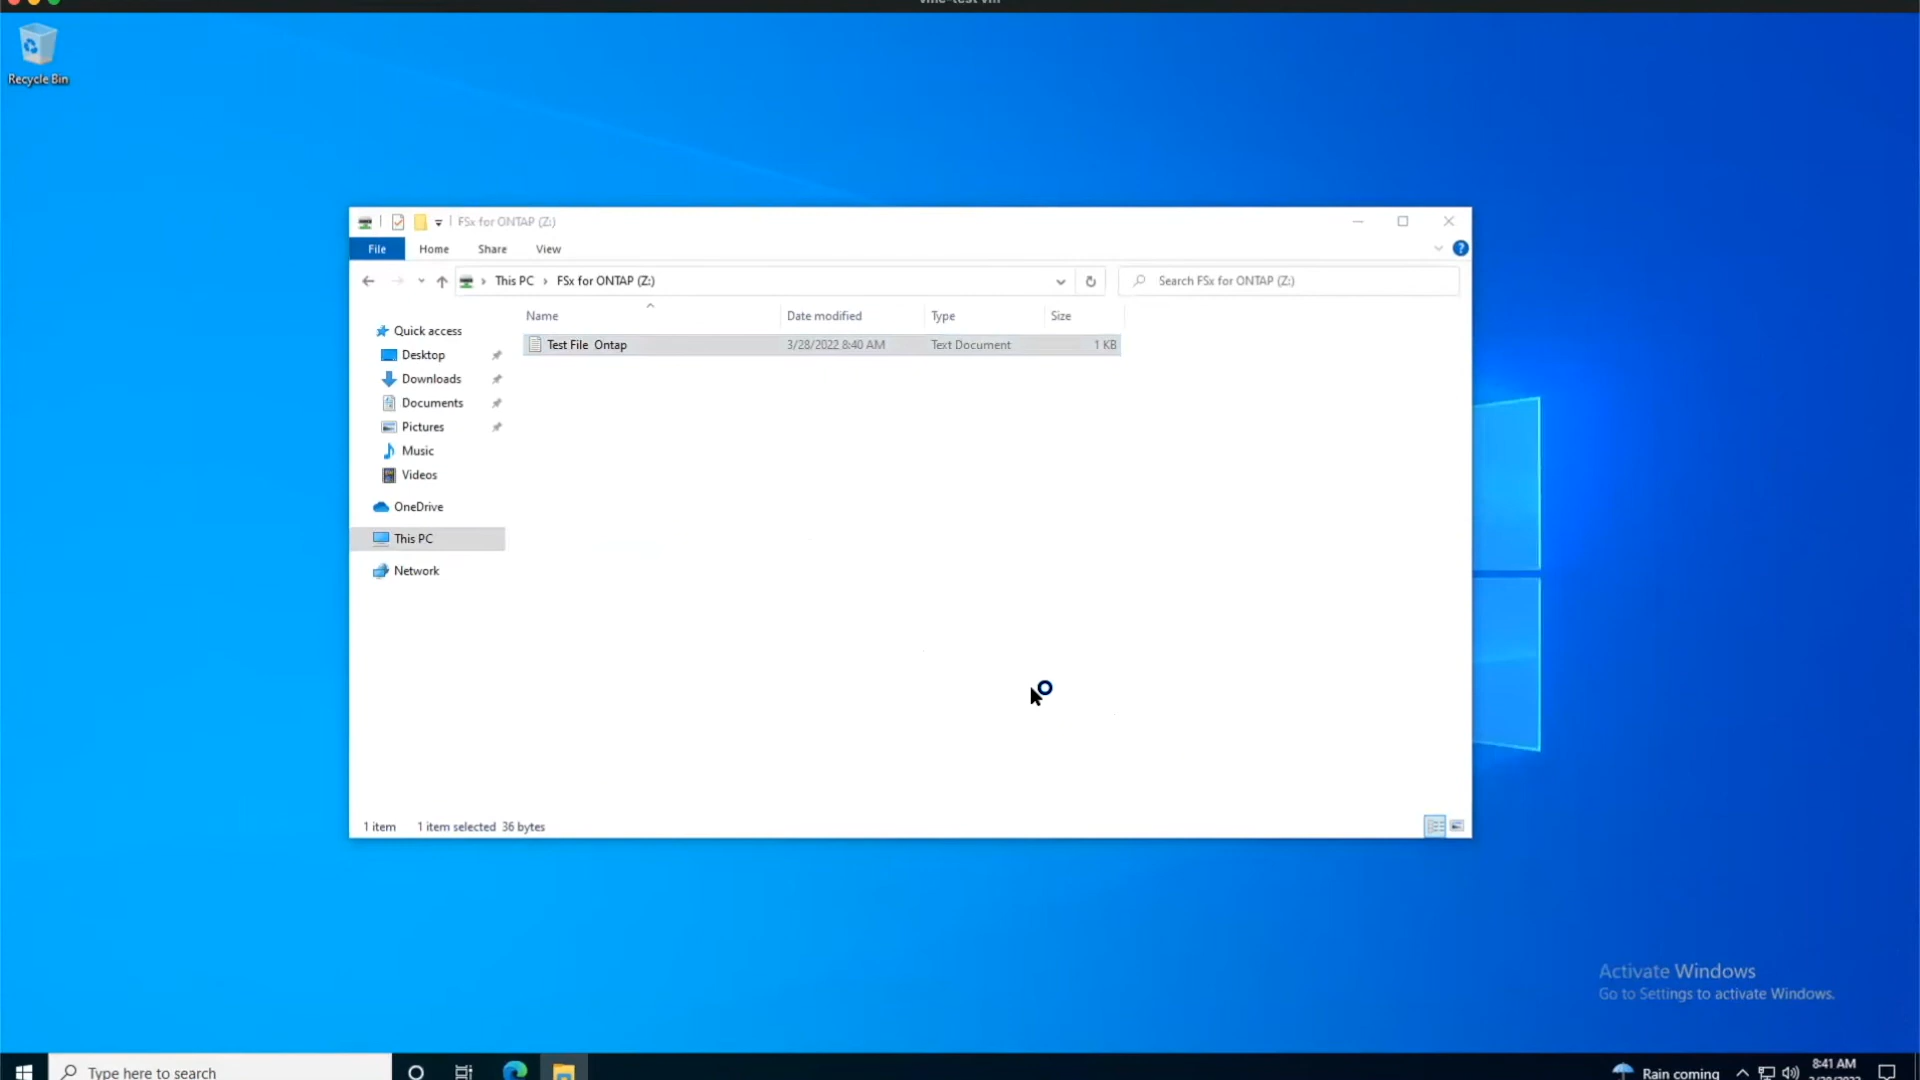 Recycle Bin
FSx for ONTAP (Z:)
File Home Share View
This PC › FSx for ONTAP (Z:)
Search FSx for ONTAP (Z:)
Name Date modified Type Size
Test File Ontap 3/28/2022 8:40 AM Text Document 1 KB
Quick access
Desktop
Downloads
Documents
Pictures
Music
Videos
OneDrive
This PC
Network
1 item 1 item selected 36 bytes
Activate Windows
Go to Settings to activate Windows.
Type here to search
Rain coming
8:41 AM